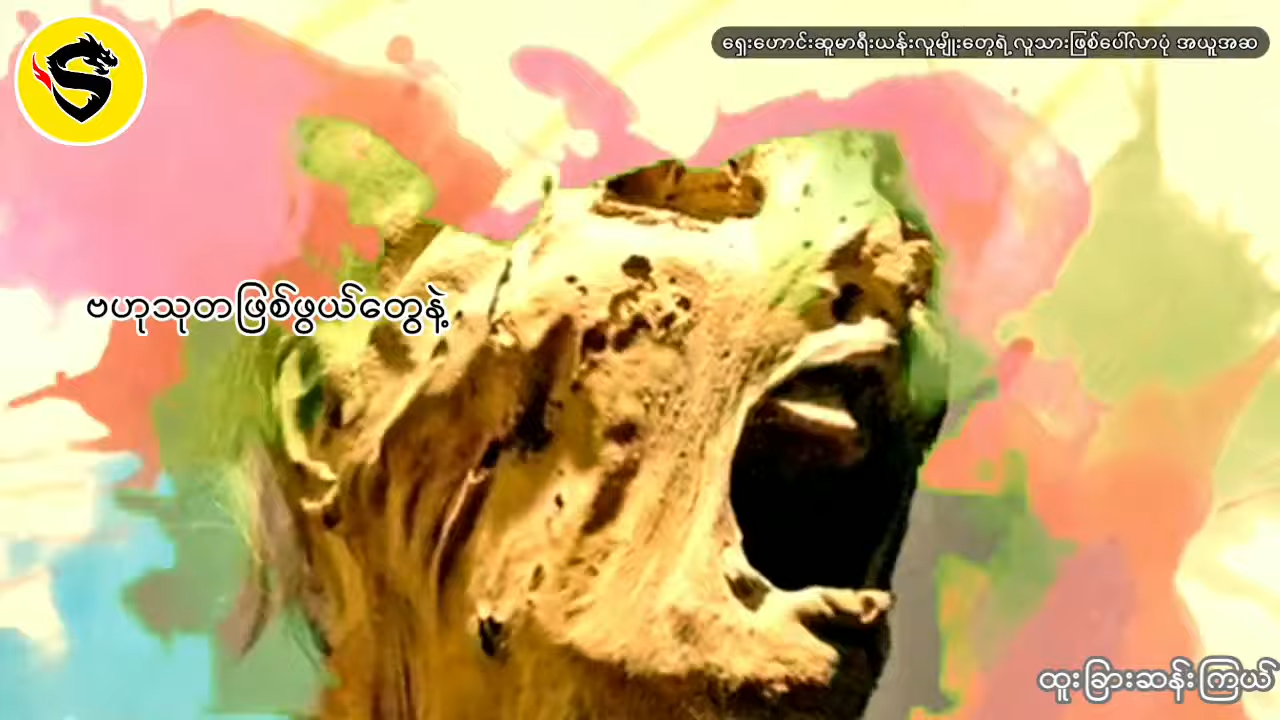 ရှေးဟောင်းဆူမာရီးယန်းလူမျိုးတွေရဲ့လူသားဖြစ်ပေါ်လာပုံ အယူအဆ
ဗဟုသုတဖြစ်ဖွယ်တွေနဲ့
ထူးခြားဆန်းကြယ်